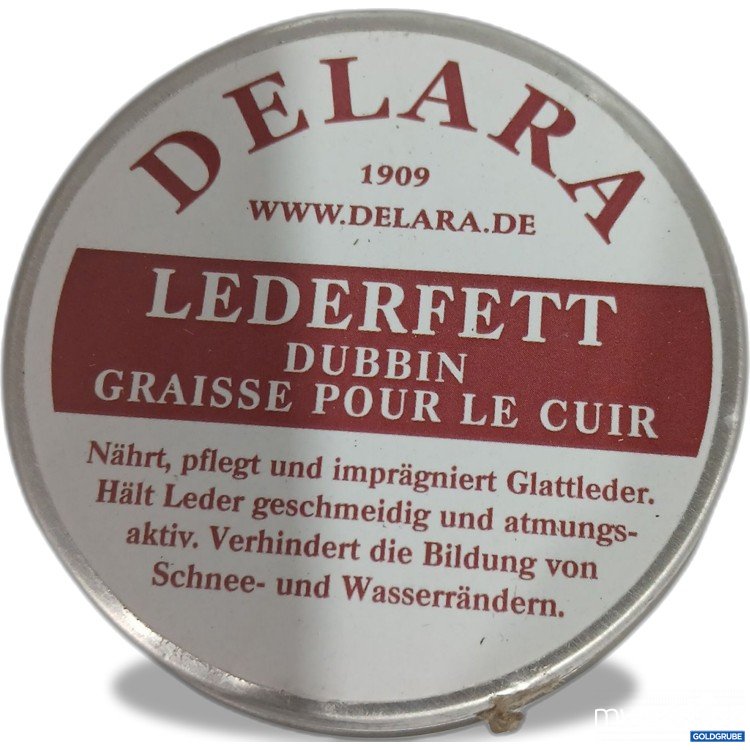 DELARA
1909
WWW.DELARA.DE
LEDERFETT
DUBBIN
GRAISSE POUR LE CUIR
Nährt, pflegt und imprägniert Glattleder.
Hält Leder geschmeidig und atmungs-
aktiv. Verhindert die Bildung von
Schnee- und Wasserrändern.
GOLDGRUBE